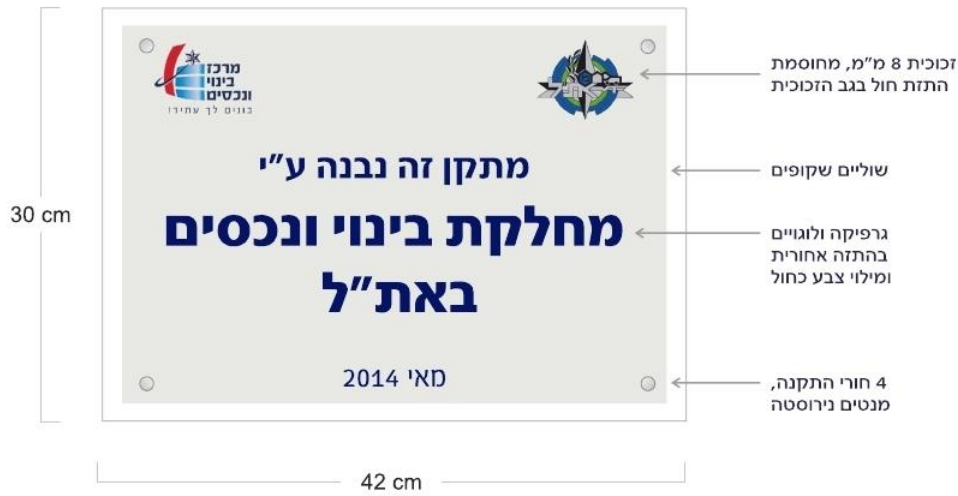 מרכז
בינוי
ונכסים
בונים לך עתיד!
מתקן זה נבנה ע״י
מחלקת בינוי ונכסים
באת״ל
מאי 2014
זכוכית 8 מ״מ, מחוסמת
התזת חול בגב הזכוכית
שוליים שקופים
גרפיקה ולוגויים
בהתזה אחורית
ומילוי צבע כחול
4 חורי התקנה,
מנטים נירוסטה
30 cm
42 cm